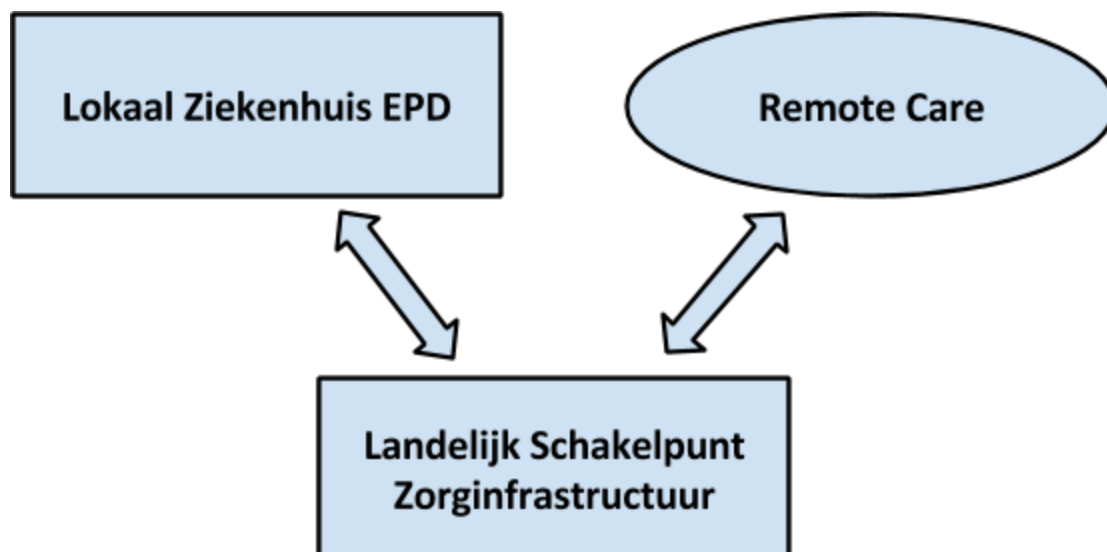 Lokaal Ziekenhuis EPD
Remote Care
Landelijk Schakelpunt
Zorginfrastructuur